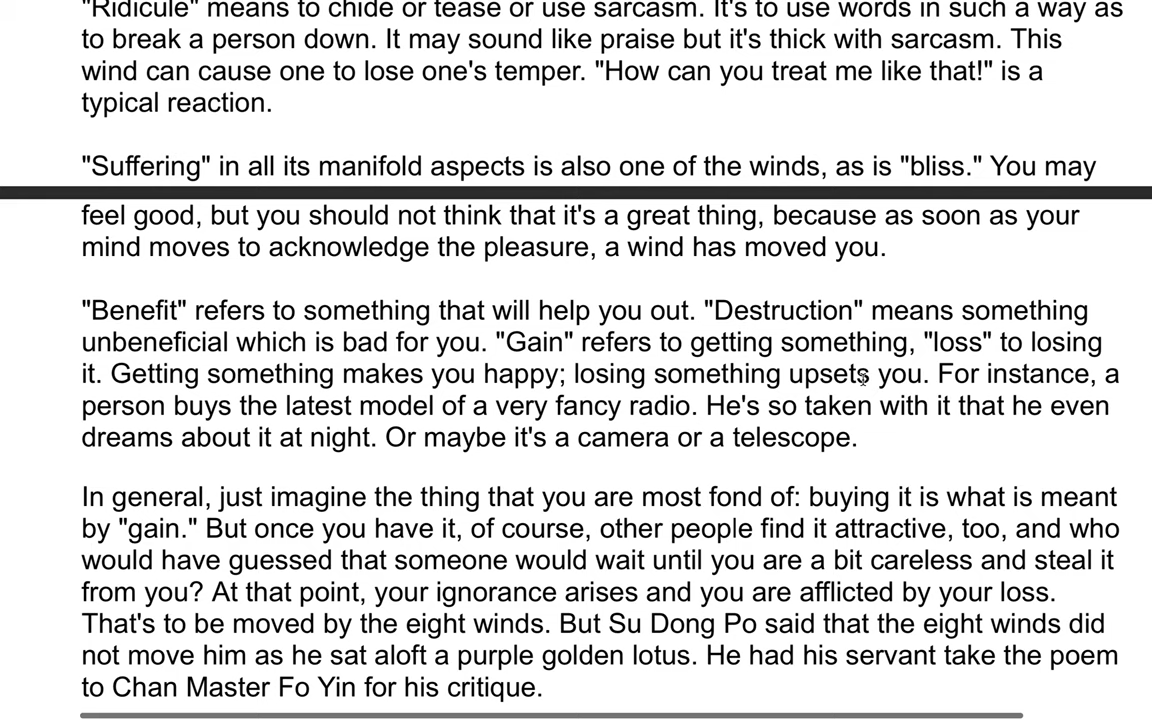 "Ridicule" means to chide or tease or use sarcasm. It's to use words in such a way as
to break a person down. It may sound like praise but it's thick with sarcasm. This
wind can cause one to lose one's temper. "How can you treat me like that!" is a
typical reaction.
"Suffering" in all its manifold aspects is also one of the winds, as is "bliss." You may
feel good, but you should not think that it's a great thing, because as soon as your
mind moves to acknowledge the pleasure, a wind has moved you.
"Benefit" refers to something that will help you out. "Destruction" means something
unbeneficial which is bad for you. "Gain" refers to getting something, "loss" to losing
it. Getting something makes you happy; losing something upsets you. For instance, a
person buys the latest model of a very fancy radio. He's so taken with it that he even
dreams about it at night. Or maybe it's a camera or a telescope.
In general, just imagine the thing that you are most fond of: buying it is what is meant
by "gain." But once you have it, of course, other people find it attractive, too, and who
would have guessed that someone would wait until you are a bit careless and steal it
from you? At that point, your ignorance arises and you are afflicted by your loss.
That's to be moved by the eight winds. But Su Dong Po said that the eight winds did
not move him as he sat aloft a purple golden lotus. He had his servant take the poem
to Chan Master Fo Yin for his critique.